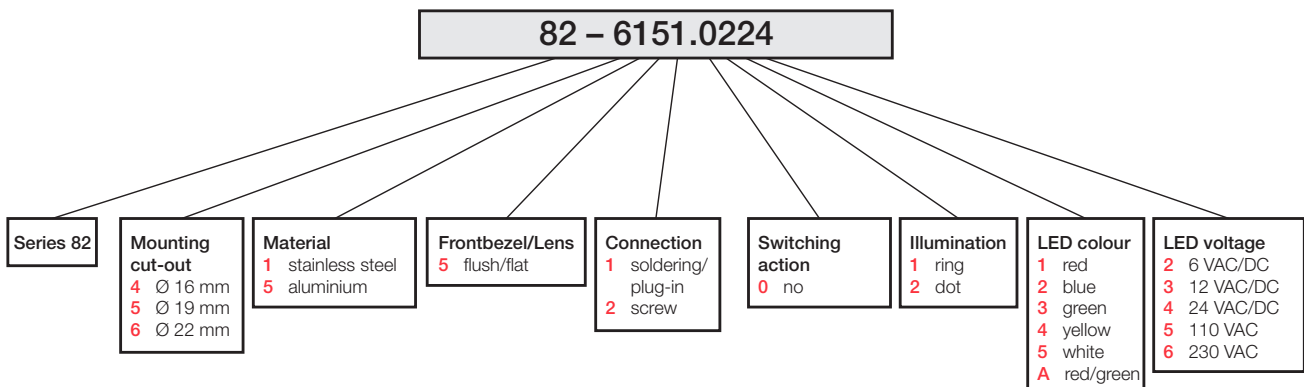 82 – 6151.0224
Series 82
Mounting
cut-out
4 Ø 16 mm
5 Ø 19 mm
6 Ø 22 mm
Material
1 stainless steel
5 aluminium
Frontbezel/Lens
5 flush/flat
Connection
1 soldering/
plug-in
2 screw
Switching
action
0 no
Illumination
1 ring
2 dot
LED colour
1 red
2 blue
3 green
4 yellow
5 white
A red/green
LED voltage
2 6 VAC/DC
3 12 VAC/DC
4 24 VAC/DC
5 110 VAC
6 230 VAC